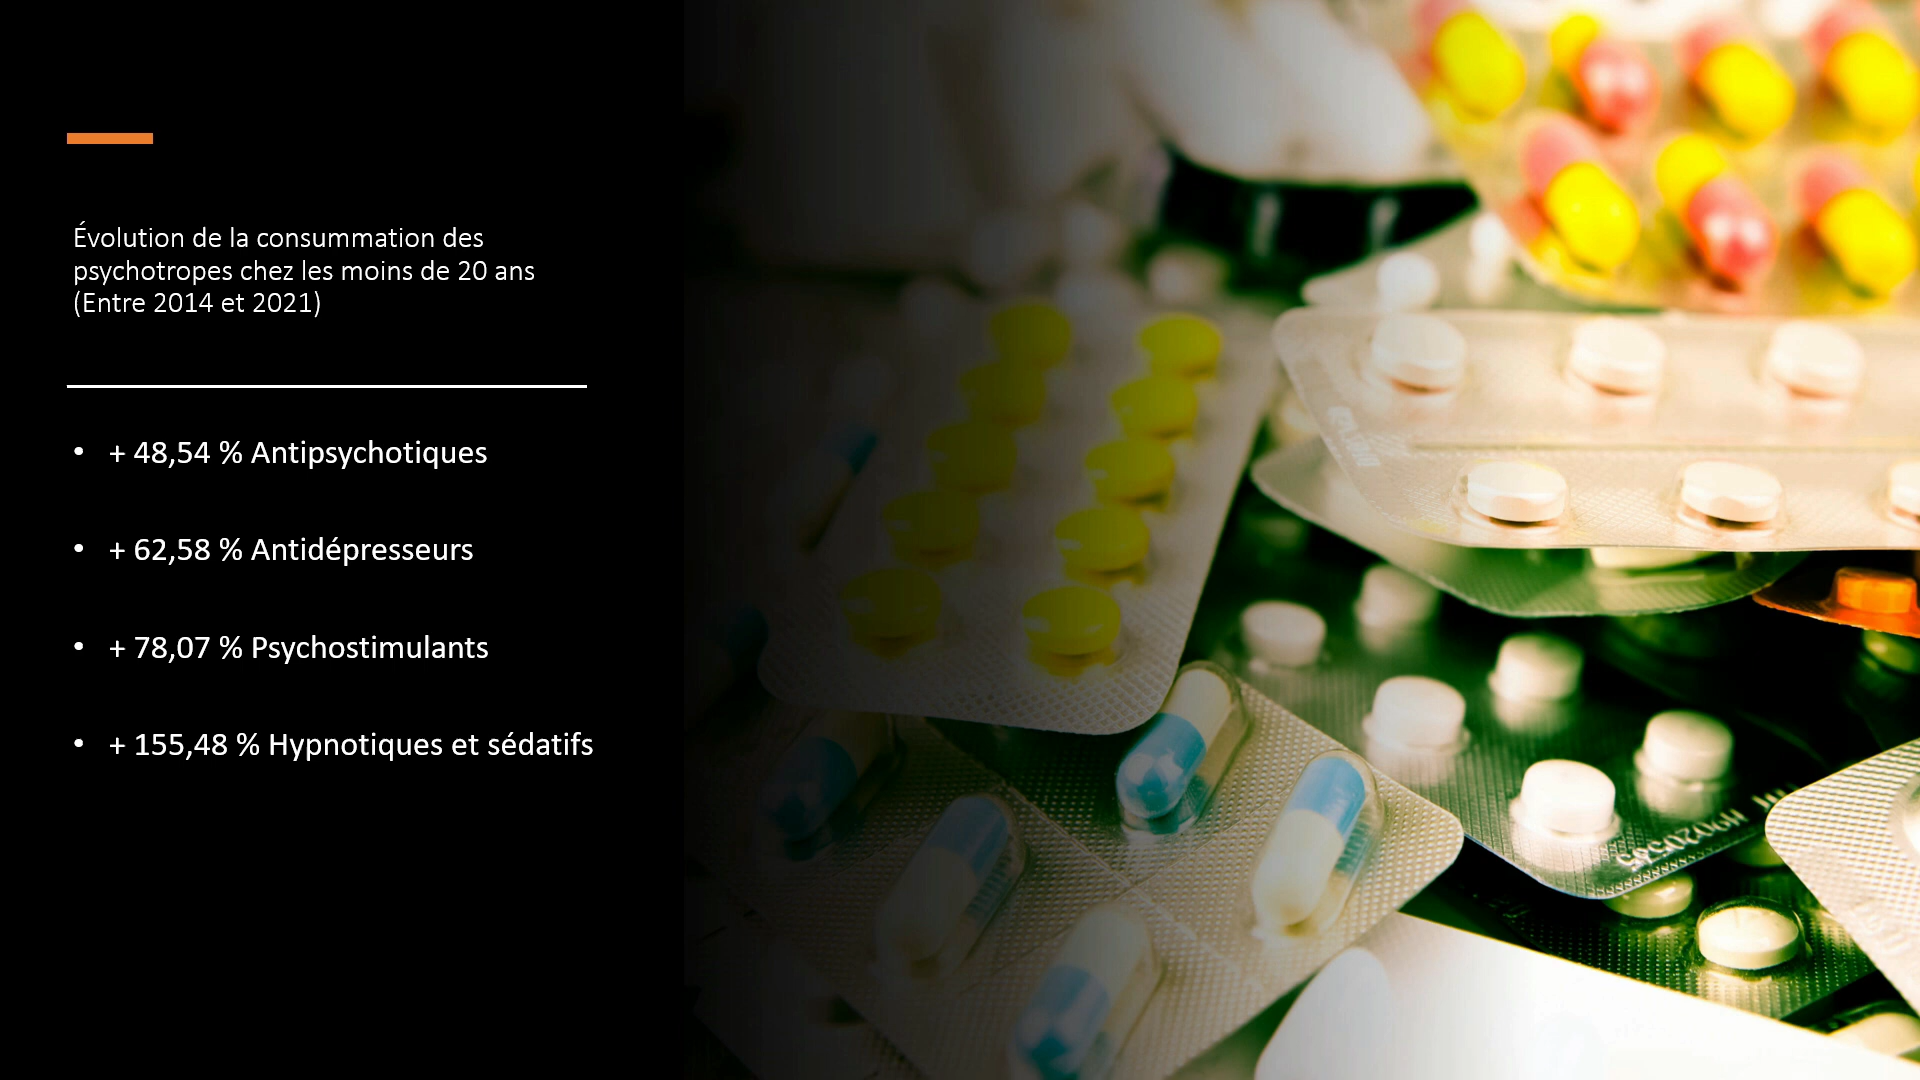 Évolution de la consummation des
psychotropes chez les moins de 20 ans
(Entre 2014 et 2021)
• + 48,54 % Antipsychotiques
• + 62,58 % Antidépresseurs
• + 78,07 % Psychostimulants
• + 155,48 % Hypnotiques et sédatifs